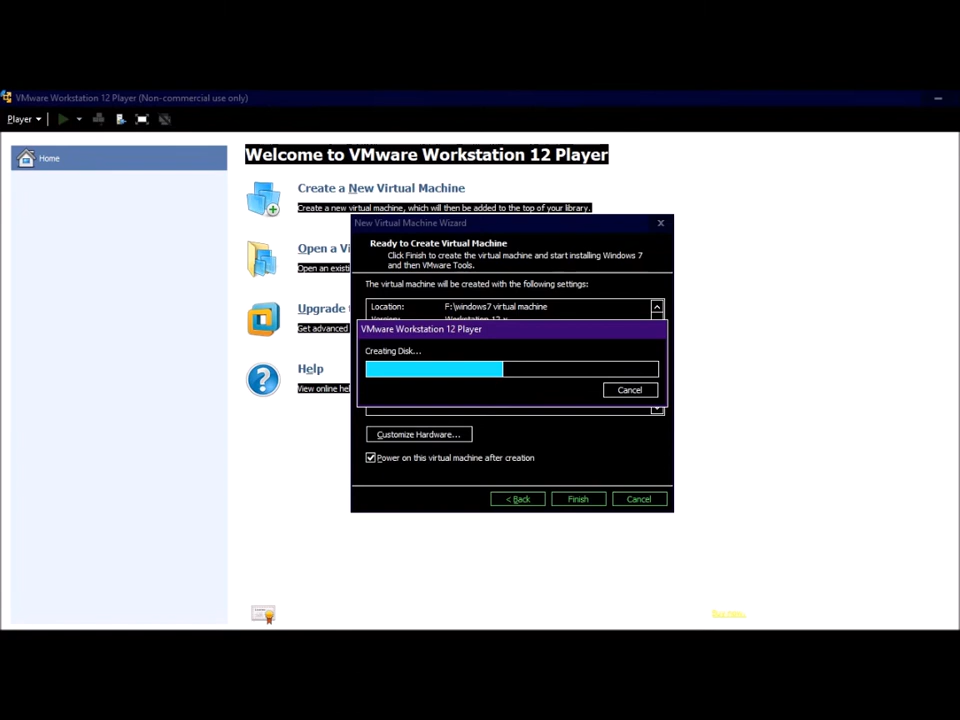 VMware Workstation 12 Player (Non-commercial use only)
Player
Home
Welcome to VMware Workstation 12 Player
Create a New Virtual Machine
Create a new virtual machine, which will then be added to the top of your library.
New Virtual Machine Wizard
X
Ready to Create Virtual Machine
Click Finish to create the virtual machine and start installing Windows 7
and then VMware Tools.
The virtual machine will be created with the following settings:
Location: F:\windows7 virtual machine
Open a Vi
Open an existi
Upgrade
Get advanced
Help
View online hel
VMware Workstation 12 Player
Creating Disk...
Cancel
Customize Hardware...
Power on this virtual machine after creation
< Back Finish Cancel